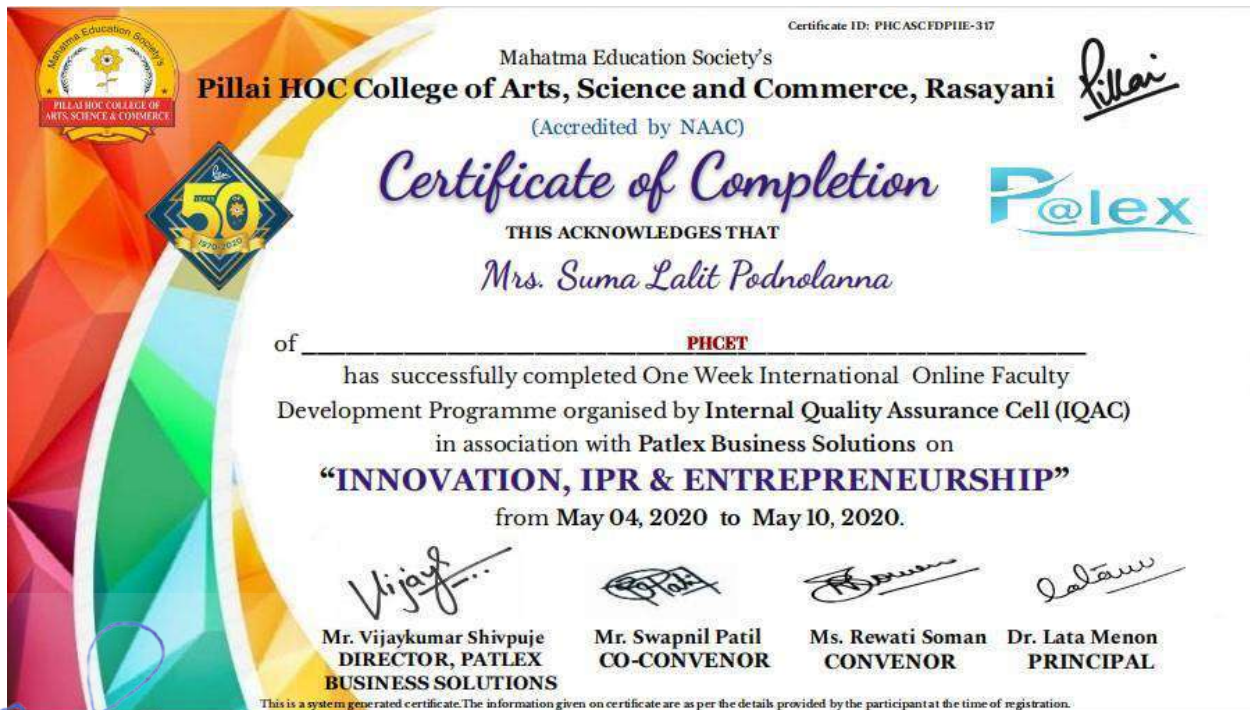 Certificate ID: PHCASCFDPIIE-317
Mahatma Education Society's
PILLAI HOC COLLEGE OF
ARTS, SCIENCE & COMMERCE
Mahatma Education Society's
Pillai HOC College of Arts, Science and Commerce, Rasayani
Pillai
(Accredited by NAAC)
Certificate of Completion
50
YEARS OF
1970-2020
P@lex
THIS ACKNOWLEDGES THAT
Mrs. Suma Lalit Podnolanna
of PHCET
has successfully completed One Week International Online Faculty
Development Programme organised by Internal Quality Assurance Cell (IQAC)
in association with Patlex Business Solutions on
“INNOVATION, IPR & ENTREPRENEURSHIP”
from May 04, 2020 to May 10, 2020.
Vijay
Mr. Vijaykumar Shivpuje
DIRECTOR, PATLEX
BUSINESS SOLUTIONS
Mr. Swapnil Patil
CO-CONVENOR
Ms. Rewati Soman
CONVENOR
Dr. Lata Menon
PRINCIPAL
This is a system generated certificate.The information given on certificate are as per the details provided by the participant at the time of registration.